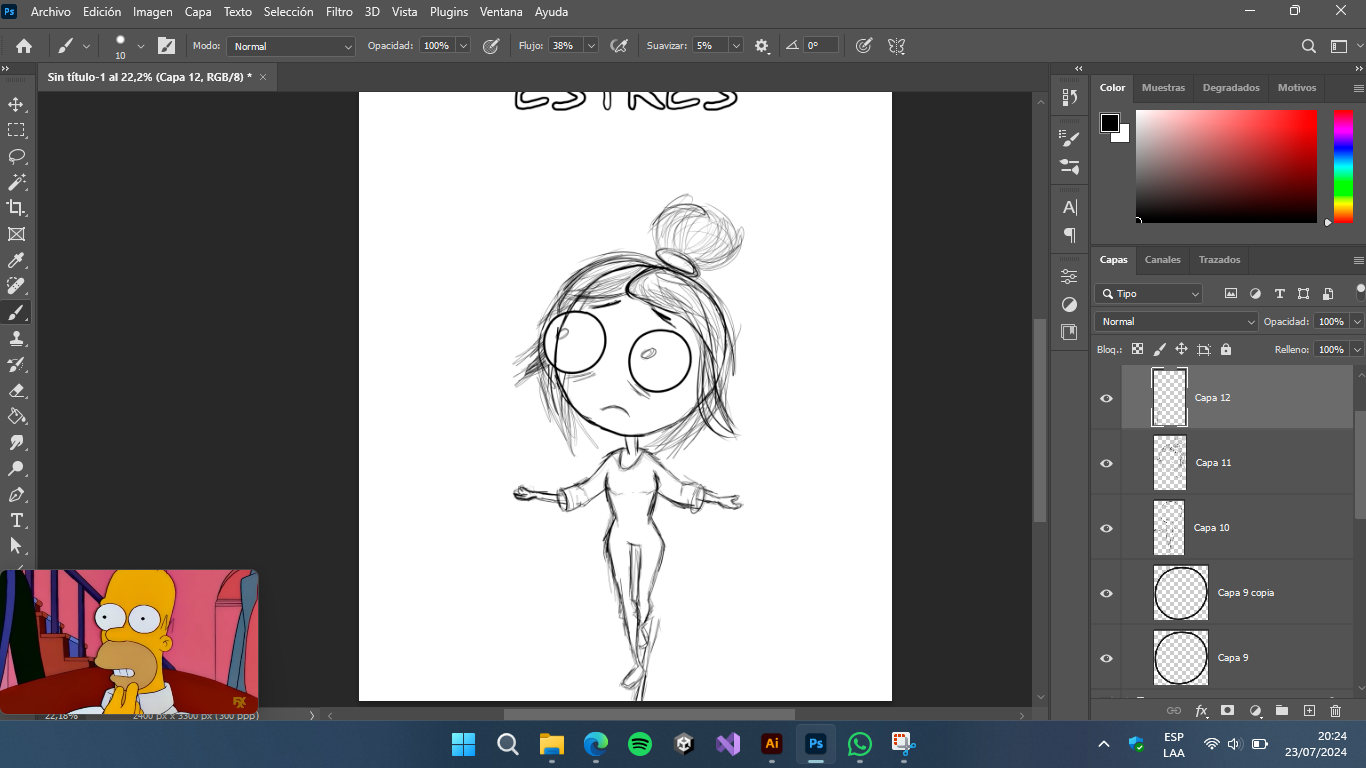 Ps Archivo Edición Imagen Capa Texto Selección Filtro 3D Vista Plugins Ventana Ayuda
10 Modo: Normal Opacidad: 100% Flujo: 38% Suavizar: 5% 0°
Sin título-1 al 22,2% (Capa 12, RGB/8) *
ESTRÉS
Color Muestras Degradados Motivos
Capas Canales Trazados
Tipo
Normal Opacidad: 100%
Bloq.: Relleno: 100%
Capa 12
Capa 11
Capa 10
Capa 9 copia
Capa 9
FX
22,18% 2400 px x 3300 px (300 ppp)
Ai Ps
ESP
LAA
20:24
23/07/2024